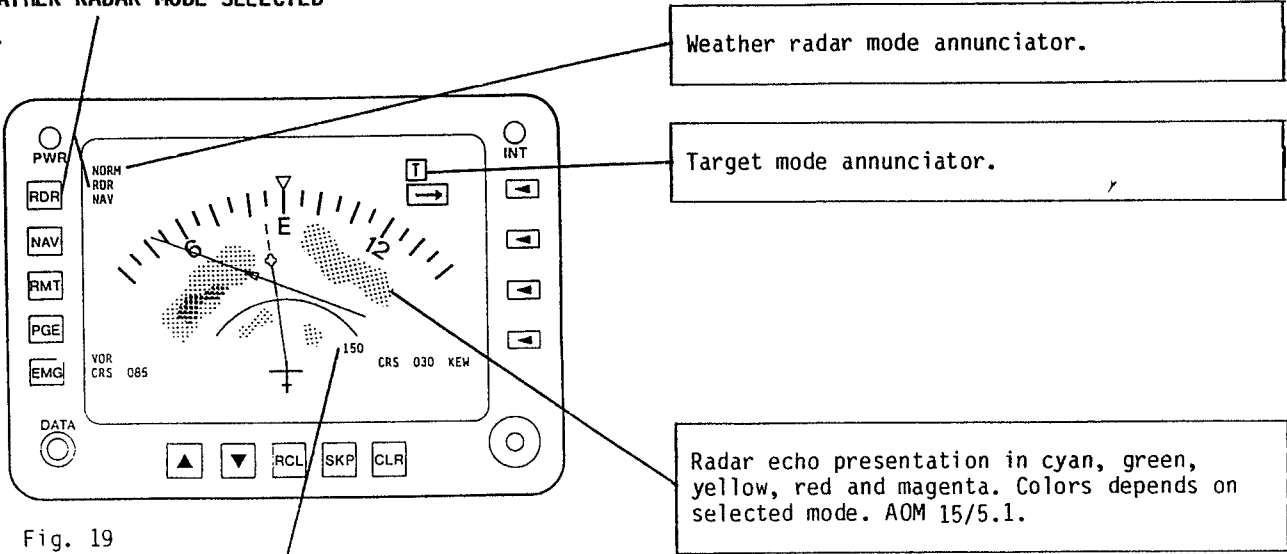 WEATHER RADAR MODE SELECTED
Weather radar mode annunciator.
PWR
INT
NORM
RDR
NAV
T
Target mode annunciator.
RDR
NAV
RMT
PGE
EMG
E
6
12
150
VOR
CRS 085
CRS 030 KEW
DATA
RCL
SKP
CLR
Radar echo presentation in cyan, green,
yellow, red and magenta. Colors depends on
selected mode. AOM 15/5.1.
Fig. 19